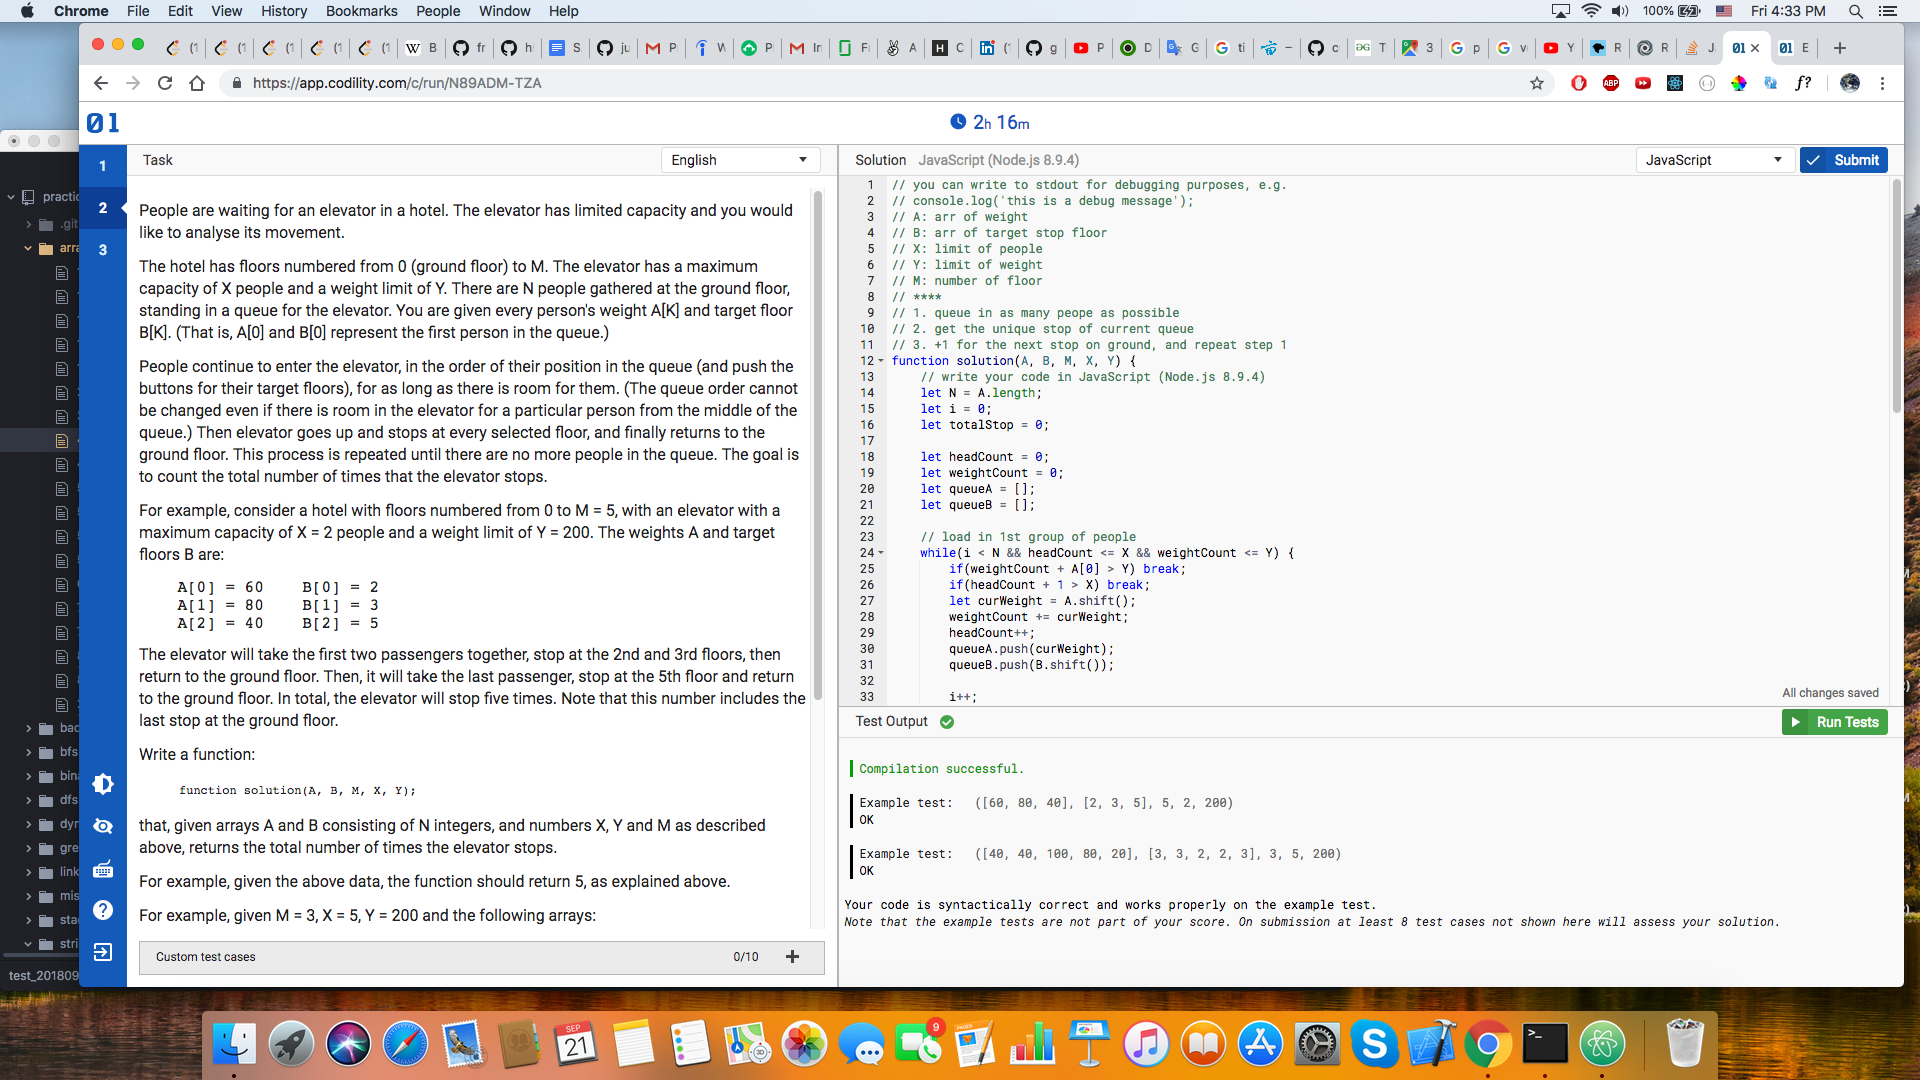 Chrome File Edit View History Bookmarks People Window Help
100% Fri 4:33 PM
https://app.codility.com/c/run/N89ADM-TZA
01
2h 16m
Task
English
1
2
3
People are waiting for an elevator in a hotel. The elevator has limited capacity and you would
like to analyse its movement.
The hotel has floors numbered from 0 (ground floor) to M. The elevator has a maximum
capacity of X people and a weight limit of Y. There are N people gathered at the ground floor,
standing in a queue for the elevator. You are given every person's weight A[K] and target floor
B[K]. (That is, A[0] and B[0] represent the first person in the queue.)
People continue to enter the elevator, in the order of their position in the queue (and push the
buttons for their target floors), for as long as there is room for them. (The queue order cannot
be changed even if there is room in the elevator for a particular person from the middle of the
queue.) Then elevator goes up and stops at every selected floor, and finally returns to the
ground floor. This process is repeated until there are no more people in the queue. The goal is
to count the total number of times that the elevator stops.
For example, consider a hotel with floors numbered from 0 to M = 5, with an elevator with a
maximum capacity of X = 2 people and a weight limit of Y = 200. The weights A and target
floors B are:
A[0] = 60 B[0] = 2
A[1] = 80 B[1] = 3
A[2] = 40 B[2] = 5
The elevator will take the first two passengers together, stop at the 2nd and 3rd floors, then
return to the ground floor. Then, it will take the last passenger, stop at the 5th floor and return
to the ground floor. In total, the elevator will stop five times. Note that this number includes the
last stop at the ground floor.
Write a function:
function solution(A, B, M, X, Y);
that, given arrays A and B consisting of N integers, and numbers X, Y and M as described
above, returns the total number of times the elevator stops.
For example, given the above data, the function should return 5, as explained above.
For example, given M = 3, X = 5, Y = 200 and the following arrays:
Custom test cases 0/10 +
Solution JavaScript (Node.js 8.9.4)
JavaScript
Submit
1 // you can write to stdout for debugging purposes, e.g.
2 // console.log('this is a debug message');
3 // A: arr of weight
4 // B: arr of target stop floor
5 // X: limit of people
6 // Y: limit of weight
7 // M: number of floor
8 // ****
9 // 1. queue in as many peope as possible
10 // 2. get the unique stop of current queue
11 // 3. +1 for the next stop on ground, and repeat step 1
12 function solution(A, B, M, X, Y) {
13 // write your code in JavaScript (Node.js 8.9.4)
14 let N = A.length;
15 let i = 0;
16 let totalStop = 0;
17
18 let headCount = 0;
19 let weightCount = 0;
20 let queueA = [];
21 let queueB = [];
22
23 // load in 1st group of people
24 while(i < N && headCount <= X && weightCount <= Y) {
25 if(weightCount + A[0] > Y) break;
26 if(headCount + 1 > X) break;
27 let curWeight = A.shift();
28 weightCount += curWeight;
29 headCount++;
30 queueA.push(curWeight);
31 queueB.push(B.shift());
32
33 i++;
All changes saved
Test Output
Run Tests
Compilation successful.
Example test: ([60, 80, 40], [2, 3, 5], 5, 2, 200)
OK
Example test: ([40, 40, 100, 80, 20], [3, 3, 2, 2, 3], 3, 5, 200)
OK
Your code is syntactically correct and works properly on the example test.
Note that the example tests are not part of your score. On submission at least 8 test cases not shown here will assess your solution.
practic
.git
arra
bac
bfs
bina
dfs
dyn
gre
link
mis
sta
stri
test_201809
SEP
21
9